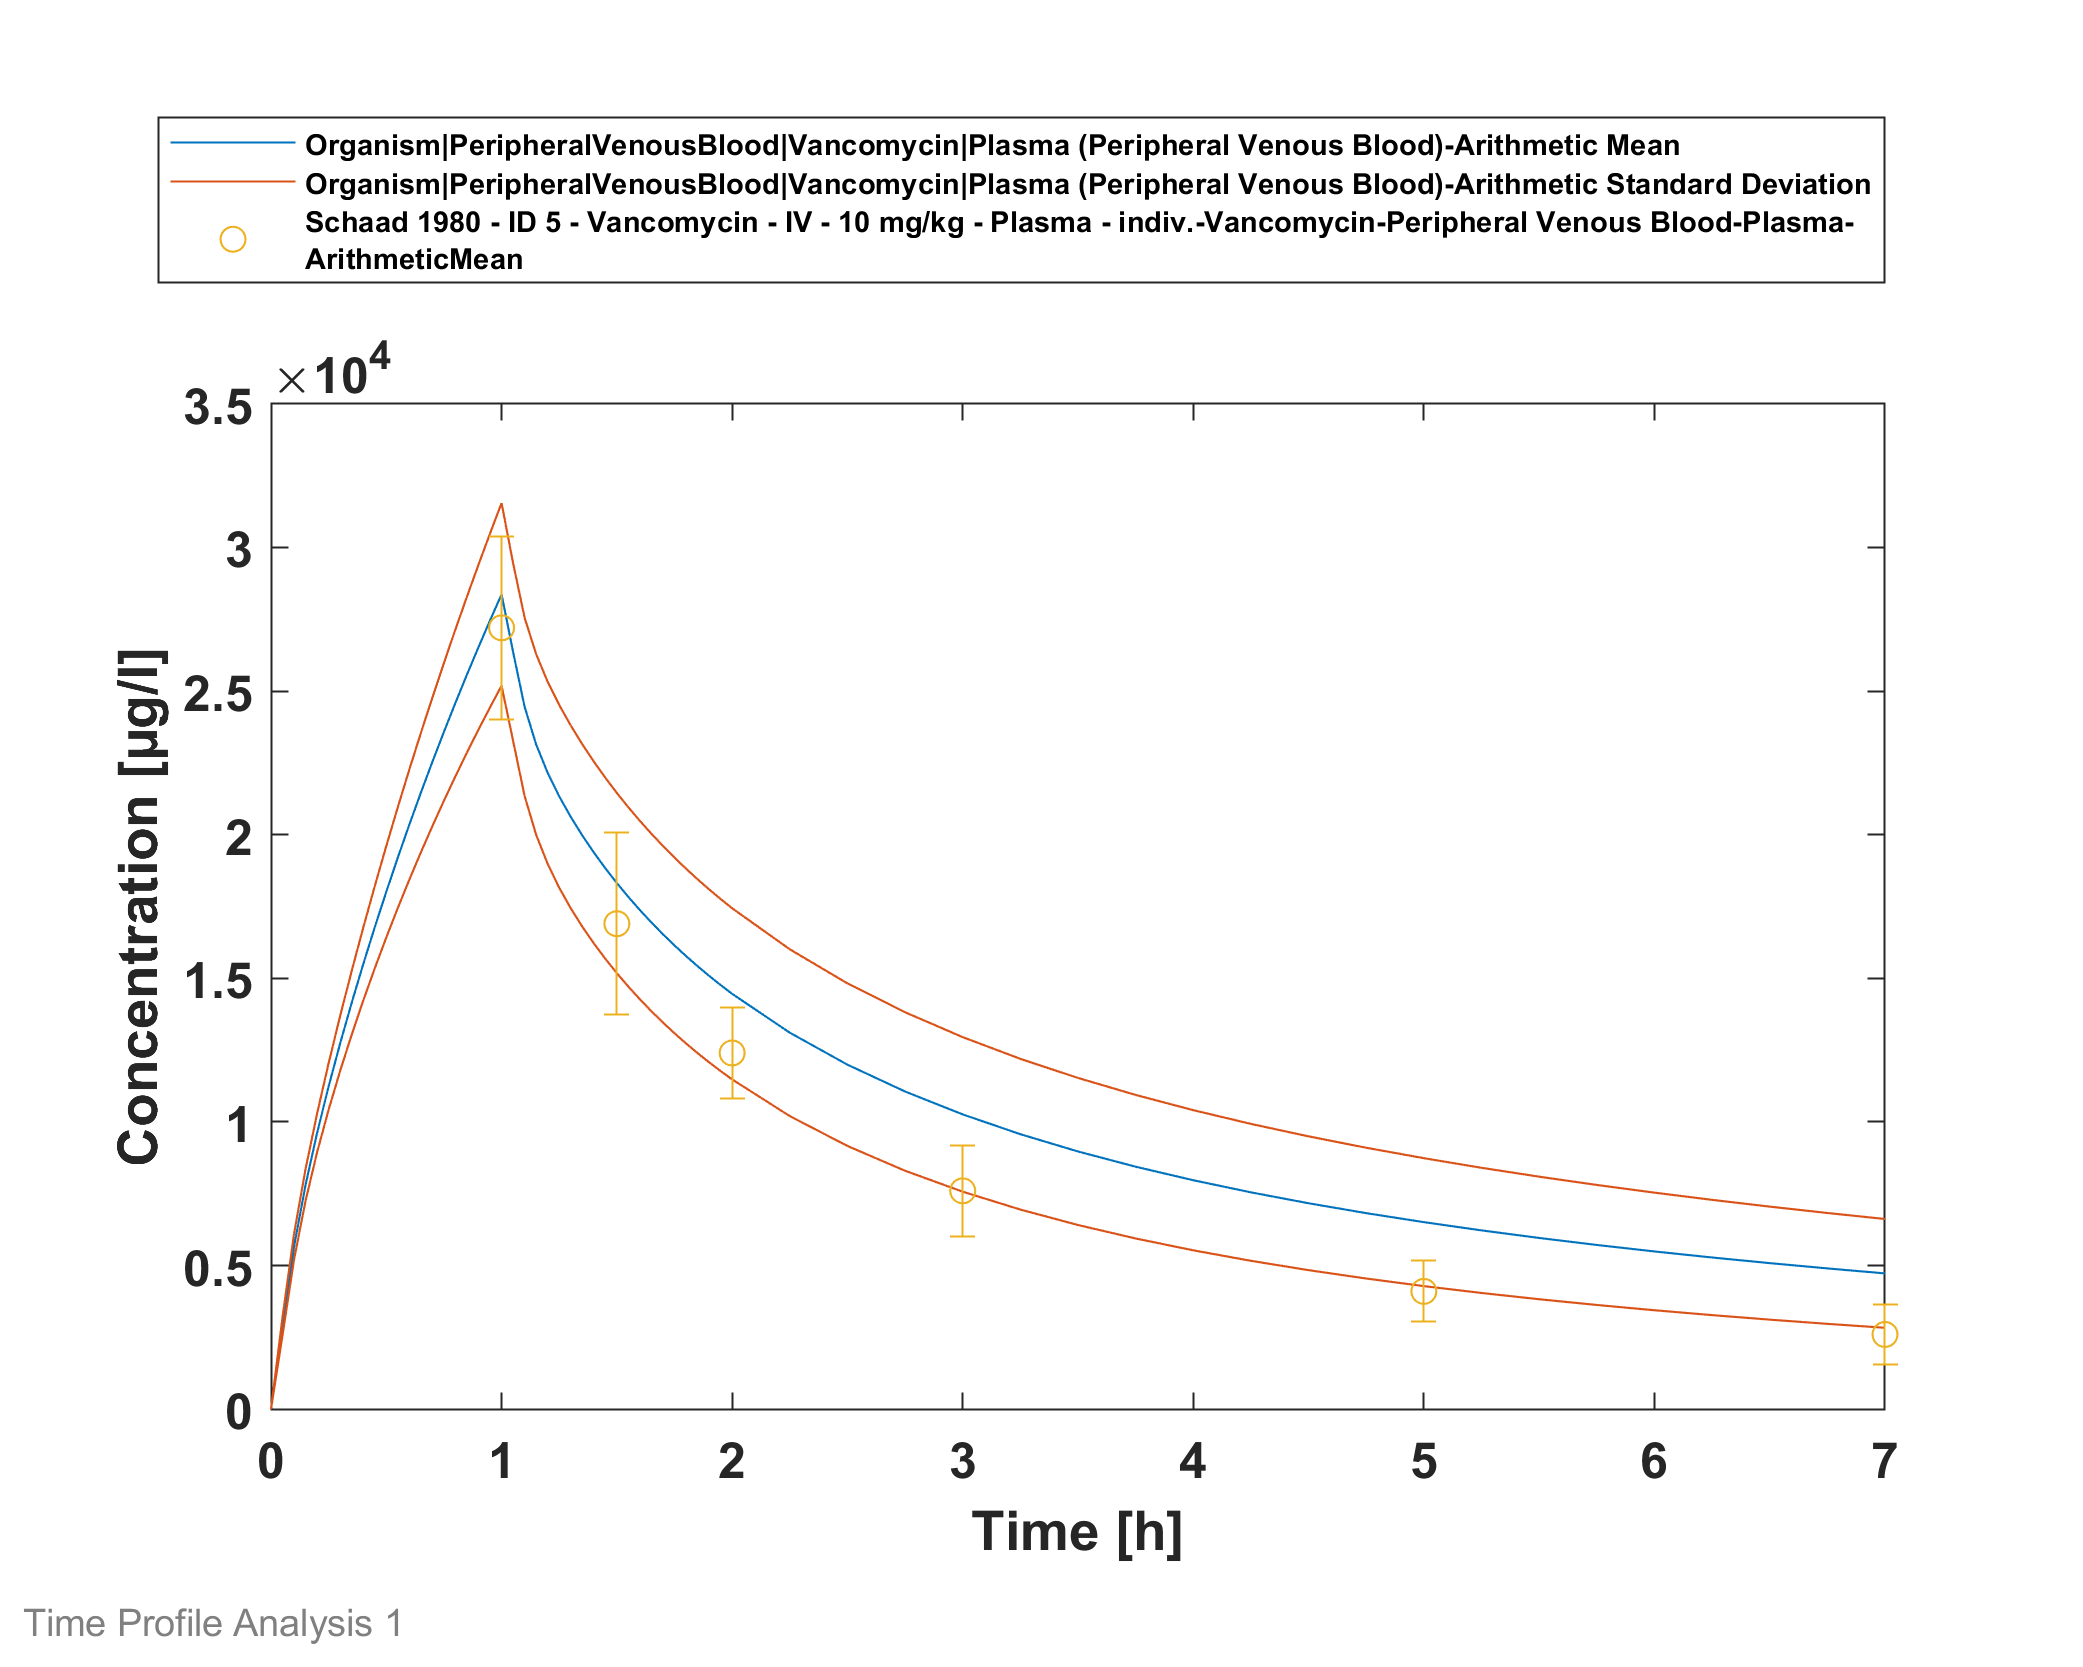 Organism|PeripheralVenousBlood|Vancomycin|Plasma (Peripheral Venous Blood)-Arithmetic Mean
Organism|PeripheralVenousBlood|Vancomycin|Plasma (Peripheral Venous Blood)-Arithmetic Standard Deviation
Schaad 1980 - ID 5 - Vancomycin - IV - 10 mg/kg - Plasma - indiv.-Vancomycin-Peripheral Venous Blood-Plasma-
ArithmeticMean
×10⁴
3.5
3
2.5
2
1.5
1
0.5
0
Concentration [µg/l]
0 1 2 3 4 5 6 7
Time [h]
Time Profile Analysis 1